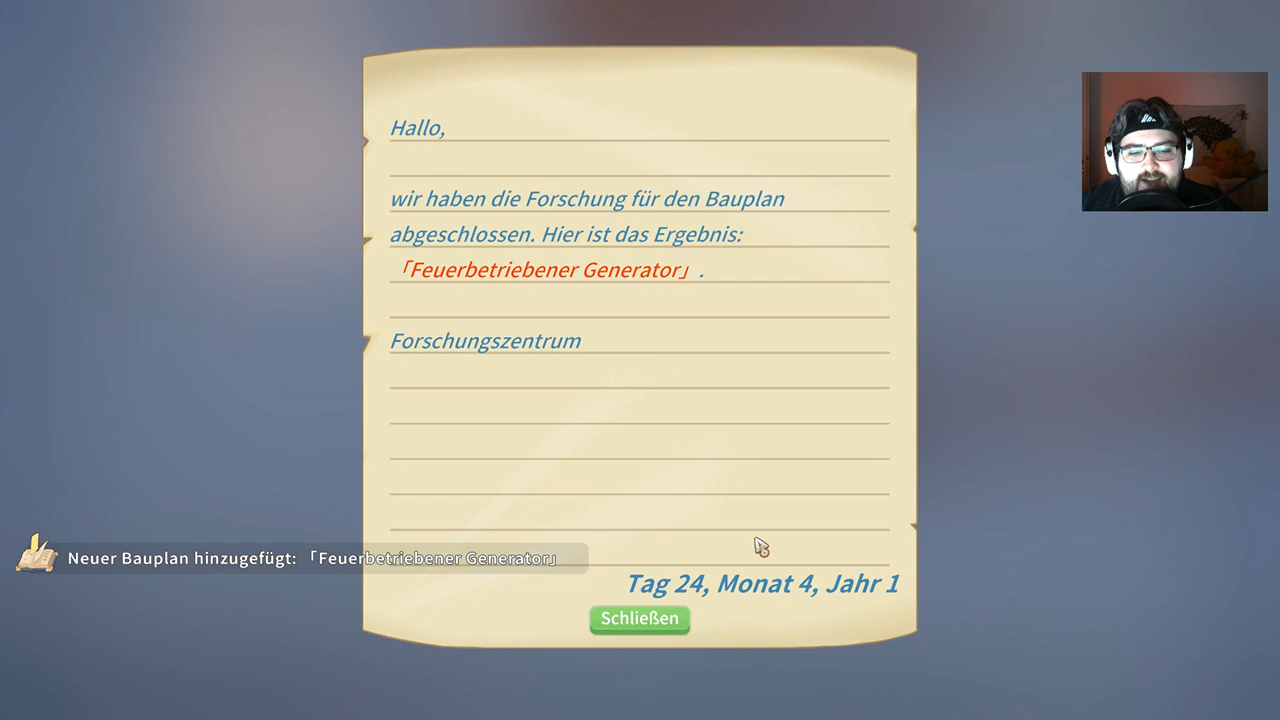 Hallo,
wir haben die Forschung für den Bauplan
abgeschlossen. Hier ist das Ergebnis:
「Feuerbetriebener Generator」.
Forschungszentrum
Neuer Bauplan hinzugefügt: 「Feuerbetriebener Generator」
Tag 24, Monat 4, Jahr 1
Schließen